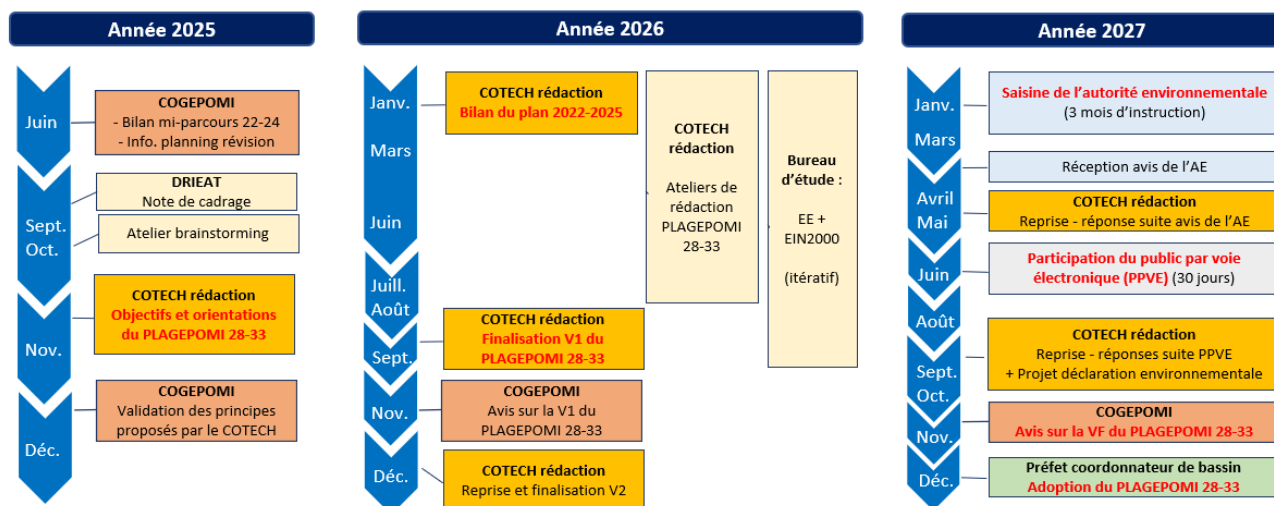 Année 2025
Juin
COGEPOMI
- Bilan mi-parcours 22-24
- Info. planning révision
Sept.
Oct.
DRIEAT
Note de cadrage
Atelier brainstorming
Nov.
COTECH rédaction
Objectifs et orientations
du PLAGEPOMI 28-33
Déc.
COGEPOMI
Validation des principes
proposés par le COTECH
Année 2026
Janv.
COTECH rédaction
Bilan du plan 2022-2025
Mars
Juin
COTECH
rédaction
Ateliers de
rédaction
PLAGEPOMI
28-33
Bureau
d’étude :
EE +
EIN2000
(itératif)
Juill.
Août
Sept.
COTECH rédaction
Finalisation V1 du
PLAGEPOMI 28-33
Nov.
COGEPOMI
Avis sur la V1 du
PLAGEPOMI 28-33
Déc.
COTECH rédaction
Reprise et finalisation V2
Année 2027
Janv.
Saisine de l’autorité environnementale
(3 mois d’instruction)
Mars
Réception avis de l’AE
Avril
Mai
COTECH rédaction
Reprise - réponse suite avis de l’AE
Juin
Participation du public par voie
électronique (PPVE) (30 jours)
Août
Sept.
Oct.
COTECH rédaction
Reprise - réponses suite PPVE
+ Projet déclaration environnementale
Nov.
COGEPOMI
Avis sur la VF du PLAGEPOMI 28-33
Déc.
Préfet coordonnateur de bassin
Adoption du PLAGEPOMI 28-33